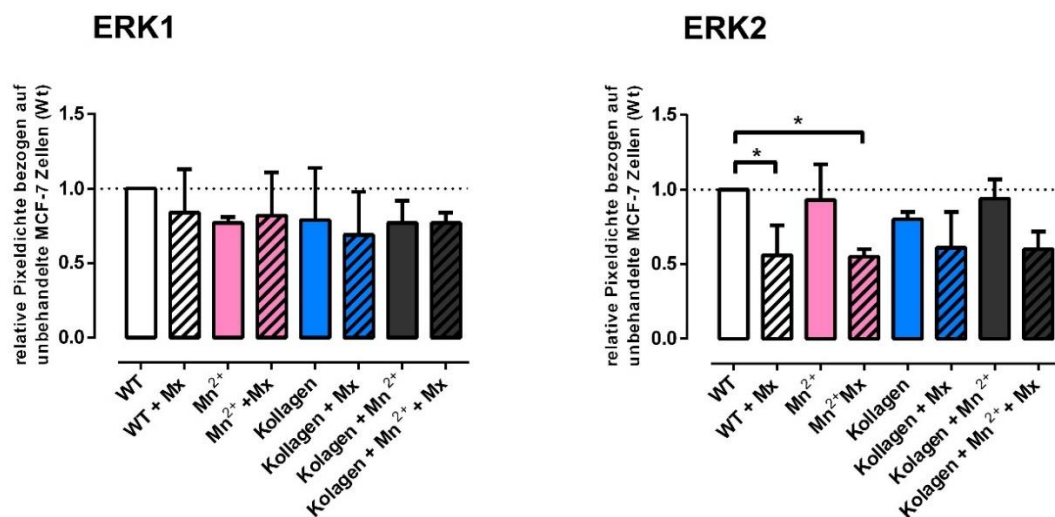 ERK1
relative Pixeldichte bezogen auf
unbehandelte MCF-7 Zellen (Wt)
1.5
1.0
0.5
0.0
WT
WT + Mx
Mn²⁺
Mn²⁺ +Mx
Kollagen
Kollagen + Mx
Kolagen + Mn²⁺
Kolagen + Mn²⁺ + Mx
ERK2
relative Pixeldichte bezogen auf
unbehandelte MCF-7 Zellen (Wt)
1.5
1.0
0.5
0.0
*
*
WT
WT + Mx
Mn²⁺
Mn²⁺Mx
Kollagen
Kollagen + Mx
Kolagen + Mn²⁺
Kolagen + Mn²⁺ + Mx